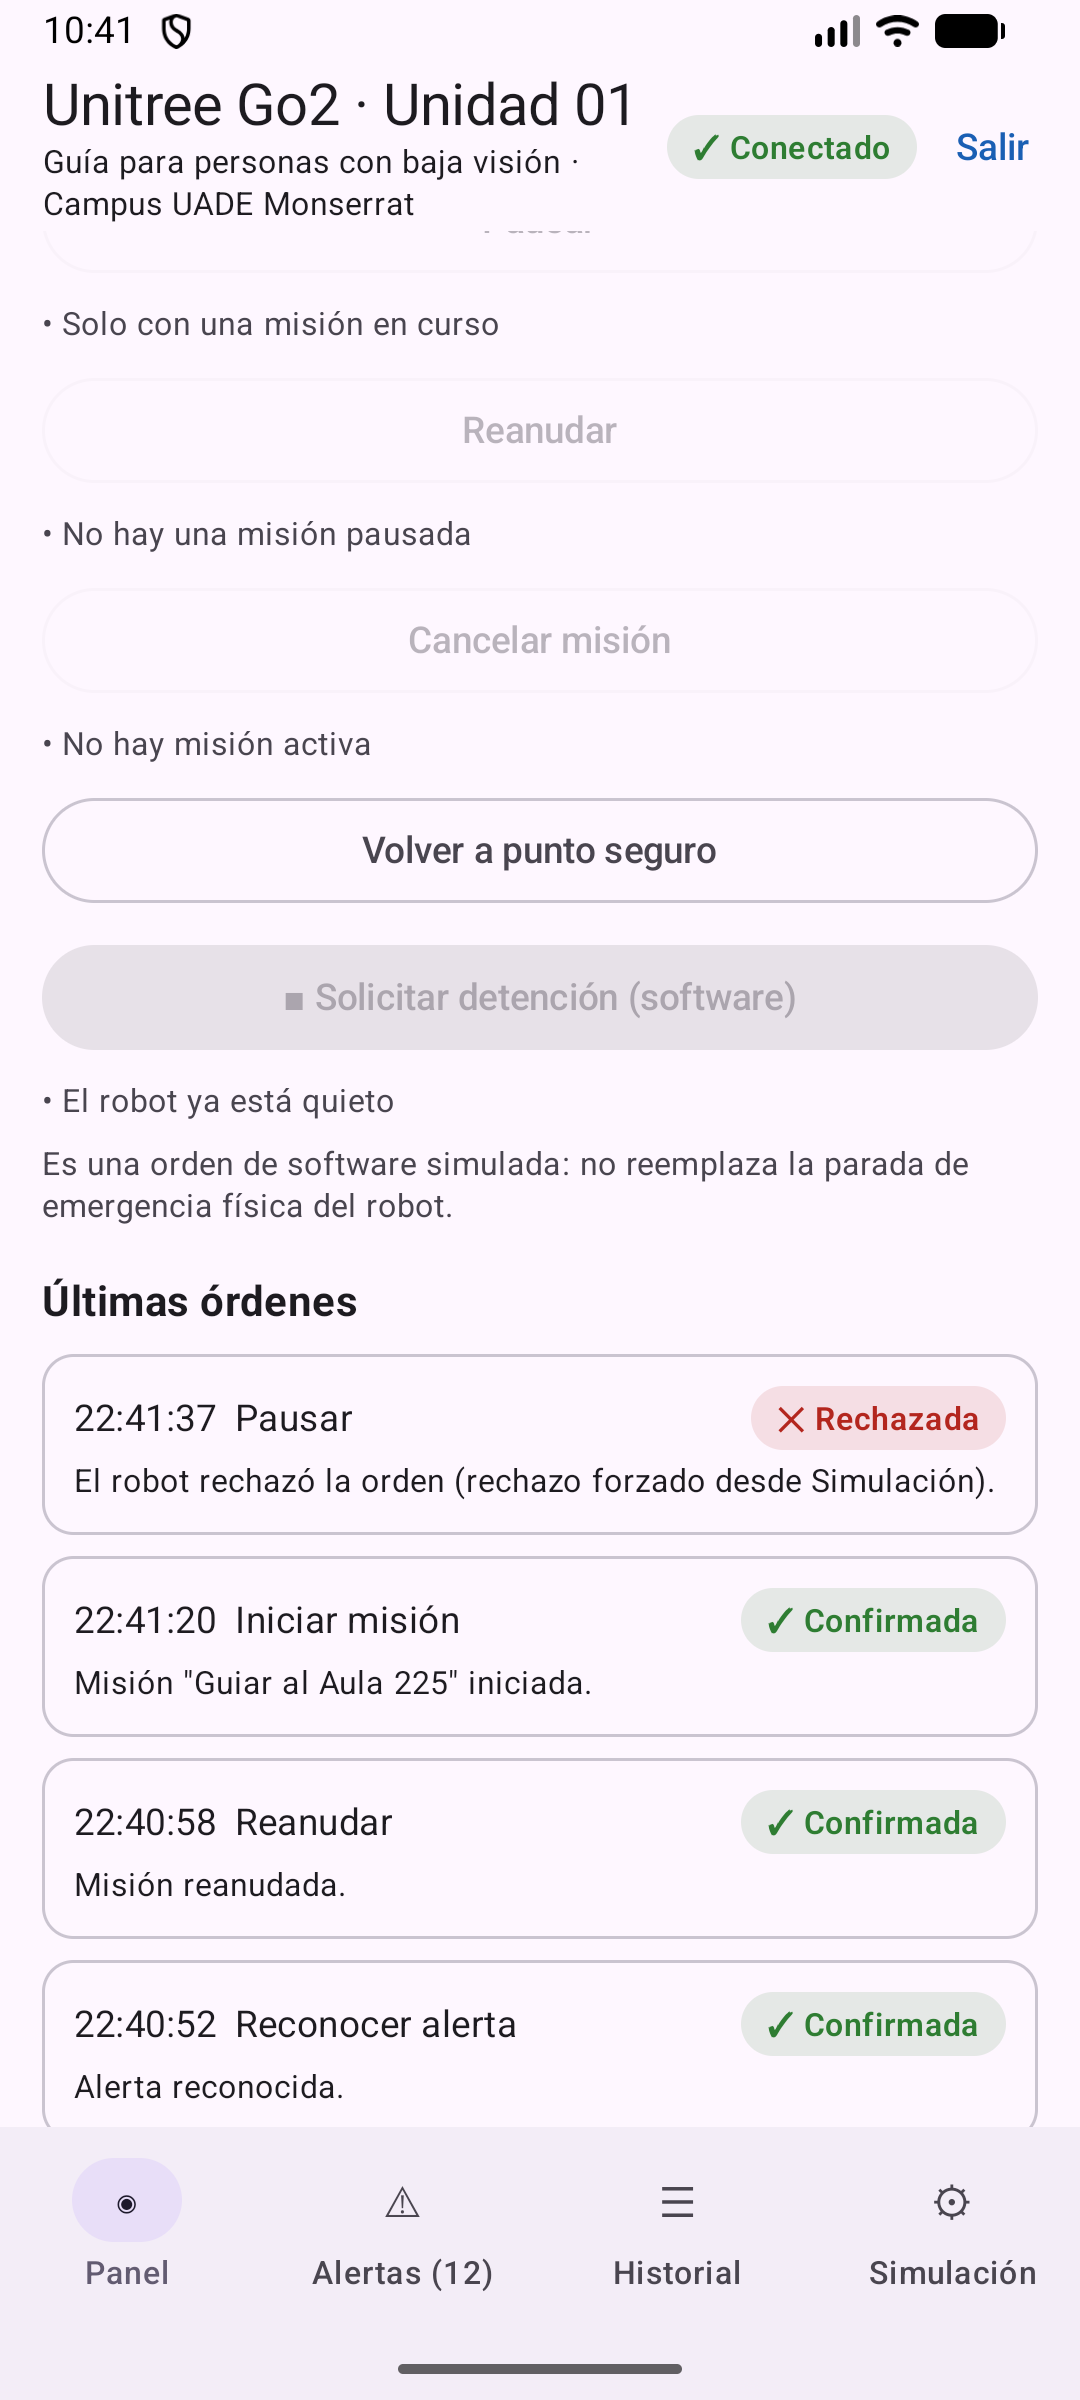 10:41
Unitree Go2 · Unidad 01
Guía para personas con baja visión ·
Campus UADE Monserrat
✓ Conectado
Salir
• Solo con una misión en curso
Reanudar
• No hay una misión pausada
Cancelar misión
• No hay misión activa
Volver a punto seguro
■ Solicitar detención (software)
• El robot ya está quieto
Es una orden de software simulada: no reemplaza la parada de
emergencia física del robot.
Últimas órdenes
22:41:37 Pausar
✕ Rechazada
El robot rechazó la orden (rechazo forzado desde Simulación).
22:41:20 Iniciar misión
✓ Confirmada
Misión "Guiar al Aula 225" iniciada.
22:40:58 Reanudar
✓ Confirmada
Misión reanudada.
22:40:52 Reconocer alerta
✓ Confirmada
Alerta reconocida.
Panel
Alertas (12)
Historial
Simulación